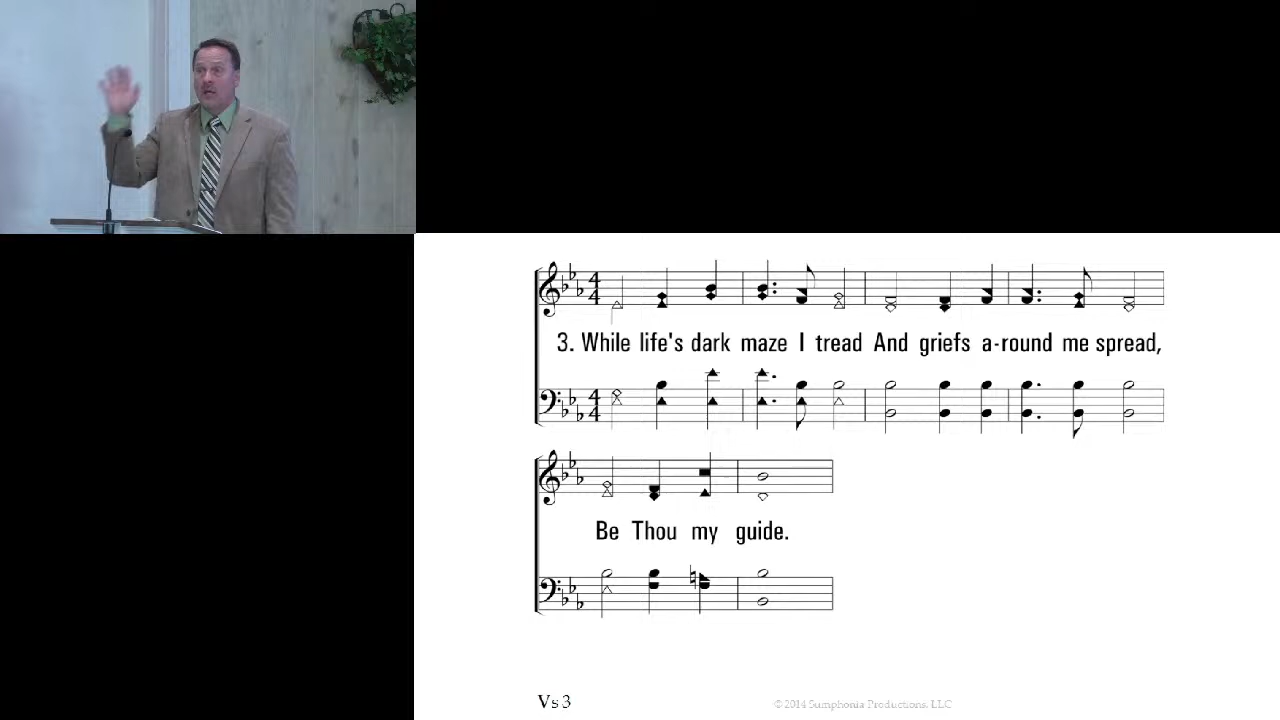 3. While life's dark maze I tread And griefs a-round me spread,
Be Thou my guide.
Vs 3
©2014 Sumphonia Productions, LLC